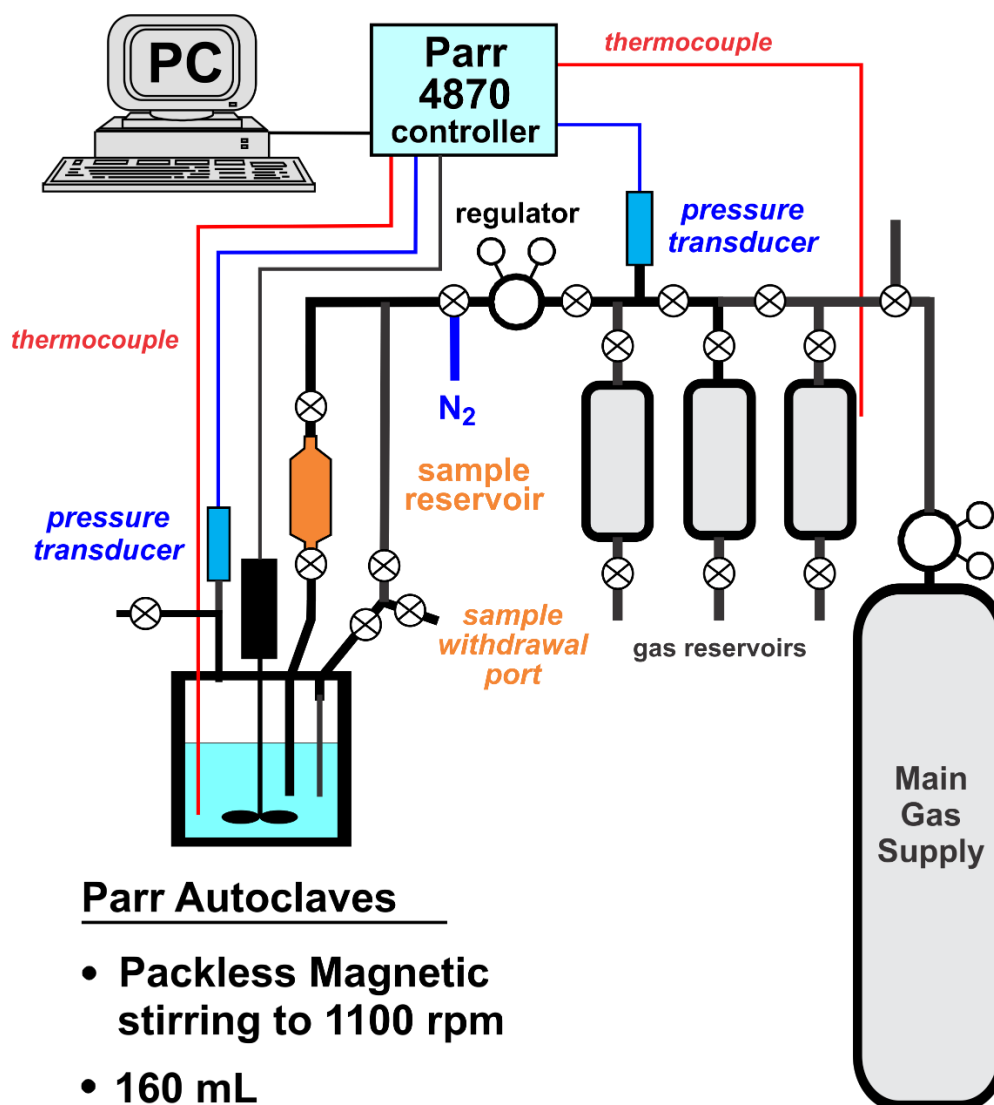 PC
Parr
4870
controller
thermocouple
regulator
pressure
transducer
thermocouple
N2
sample
reservoir
pressure
transducer
sample
withdrawal
port
gas reservoirs
Main
Gas
Supply
Parr Autoclaves
• Packless Magnetic
stirring to 1100 rpm
• 160 mL